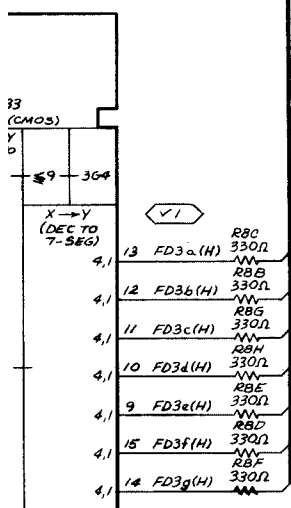 33
(CMOS)
≤9
3G4
X→Y
(DEC TO
7-SEG)
√1
R8C
4,1 13 FD3a(H) 330Ω
R8B
4,1 12 FD3b(H) 330Ω
R8G
4,1 11 FD3c(H) 330Ω
R8H
4,1 10 FD3d(H) 330Ω
R8E
4,1 9 FD3e(H) 330Ω
R8D
4,1 15 FD3f(H) 330Ω
R8F
4,1 14 FD3g(H) 330Ω